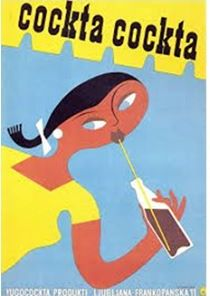 cockta cockta
YUGOCOCKTA PRODUKTI - LJUBLJANA - FRANKOPANSKA 11